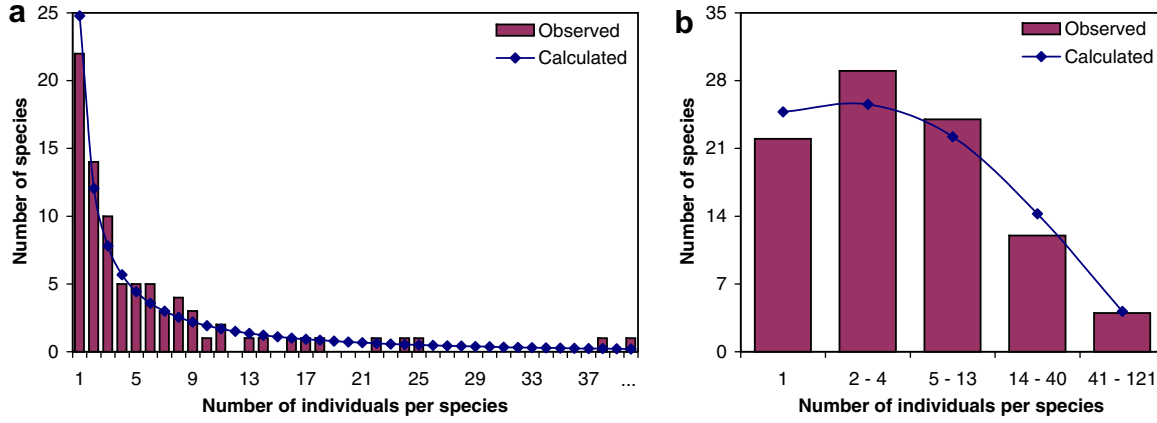 a
Observed
Calculated
Number of species
25
20
15
10
5
0
1 5 9 13 17 21 25 29 33 37 ...
Number of individuals per species
b
Observed
Calculated
Number of species
35
28
21
14
7
0
1 2 - 4 5 - 13 14 - 40 41 - 121
Number of individuals per species